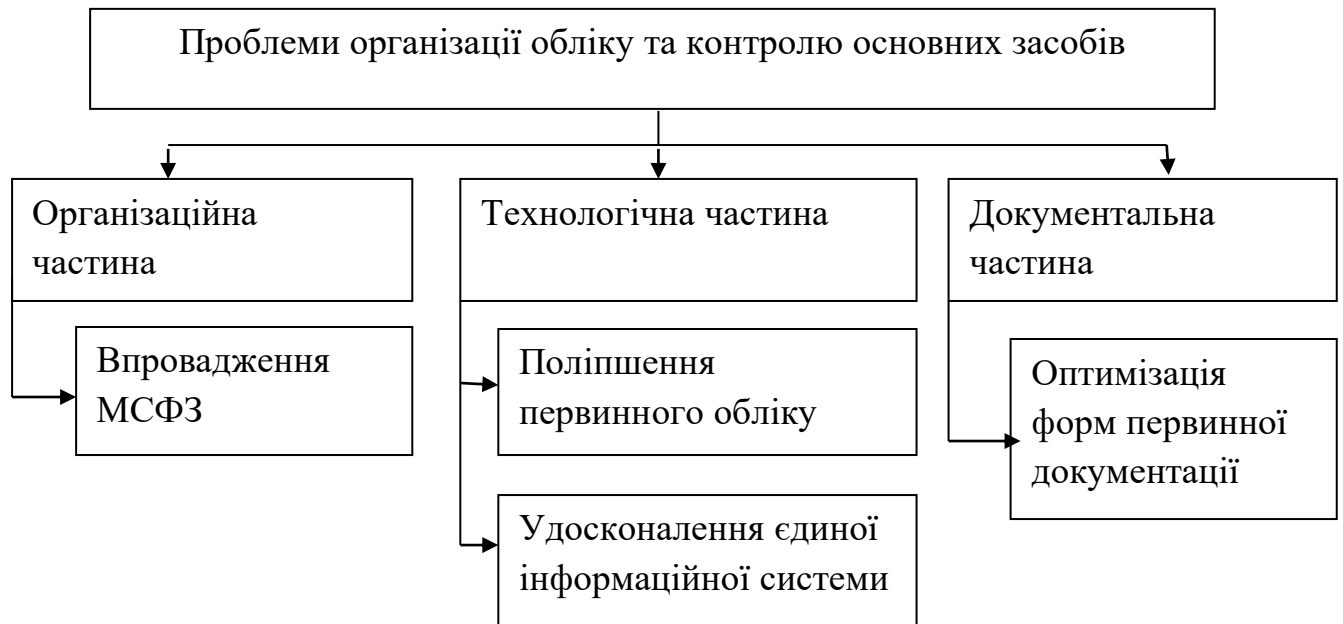 Проблеми організації обліку та контролю основних засобів
Організаційна
частина
Технологічна частина
Документальна
частина
Впровадження
МСФЗ
Поліпшення
первинного обліку
Оптимізація
форм первинної
документації
Удосконалення єдиної
інформаційної системи